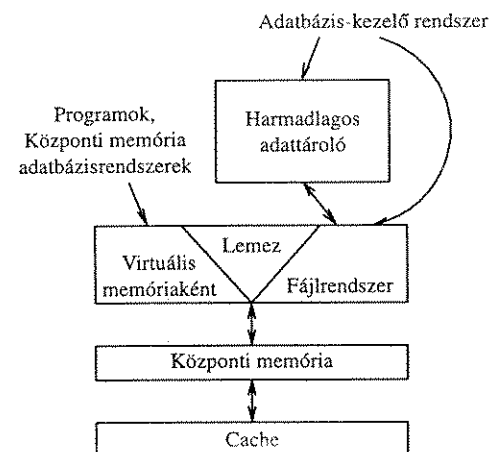 Adatbázis-kezelő rendszer
Programok,
Központi memória
adatbázisrendszerek
Harmadlagos
adattároló
Lemez
Virtuális
memóriaként
Fájlrendszer
Központi memória
Cache